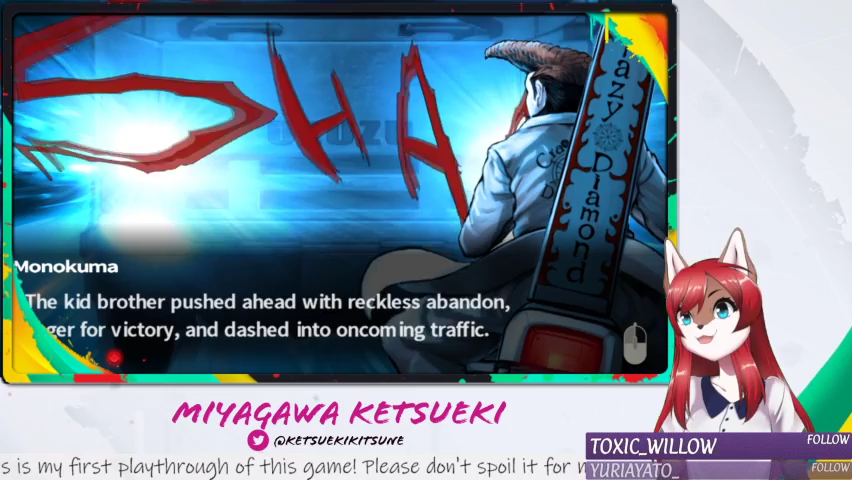 HA
Crazy Diamond
Monokuma
The kid brother pushed ahead with reckless abandon,
ger for victory, and dashed into oncoming traffic.
MIYAGAWA KETSUEKI
@KETSUEKIKITSUNE
s is my first playthrough of this game! Please don't spoil it for
TOXIC_WILLOW FOLLOW
YURIAYATO_ FOLLOW